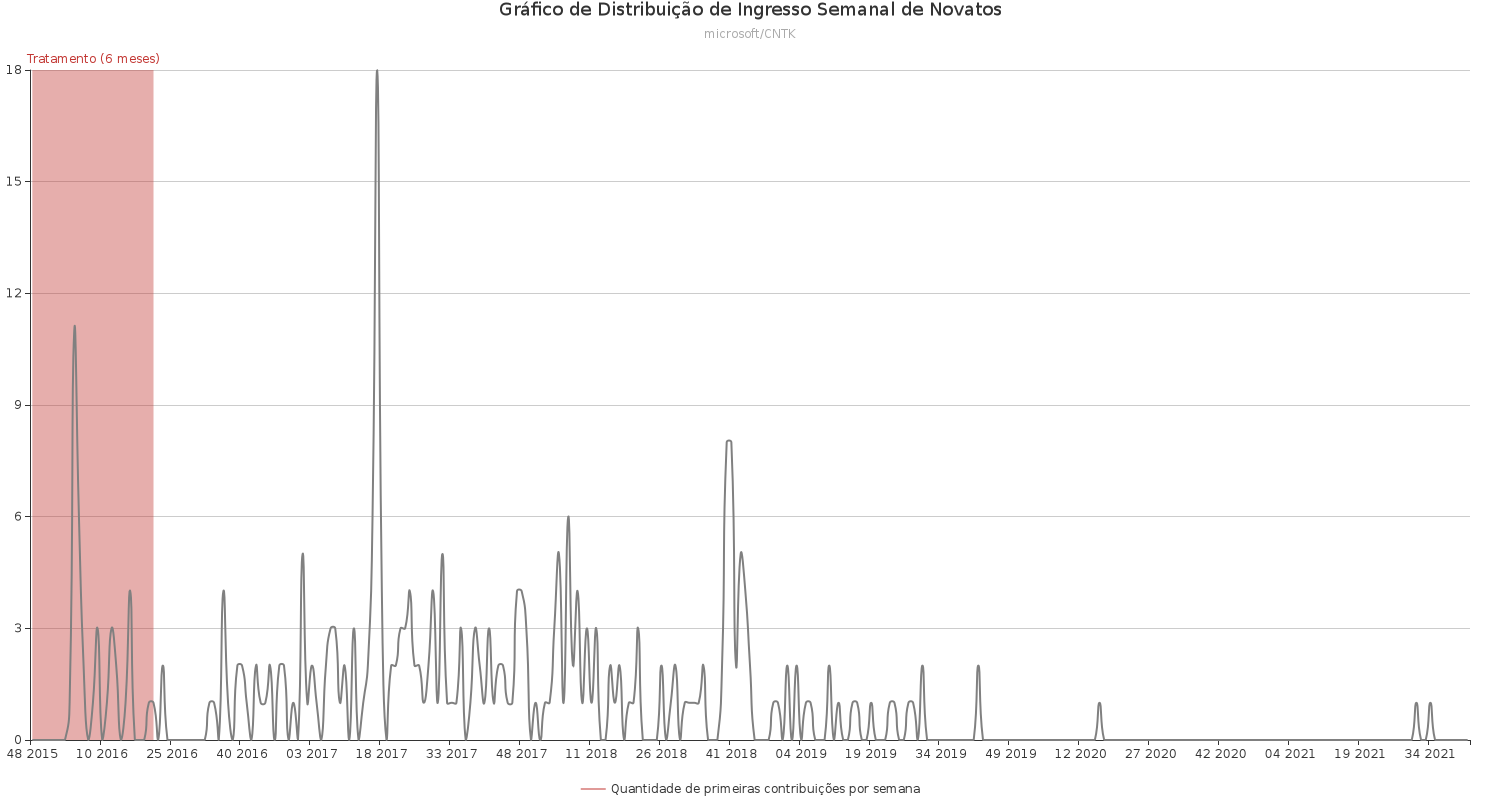 Gráfico de Distribuição de Ingresso Semanal de Novatos
microsoft/CNTK
Tratamento (6 meses)
18
15
12
9
6
3
0
48 2015 10 2016 25 2016 40 2016 03 2017 18 2017 33 2017 48 2017 11 2018 26 2018 41 2018 04 2019 19 2019 34 2019 49 2019 12 2020 27 2020 42 2020 04 2021 19 2021 34 2021
Quantidade de primeiras contribuições por semana